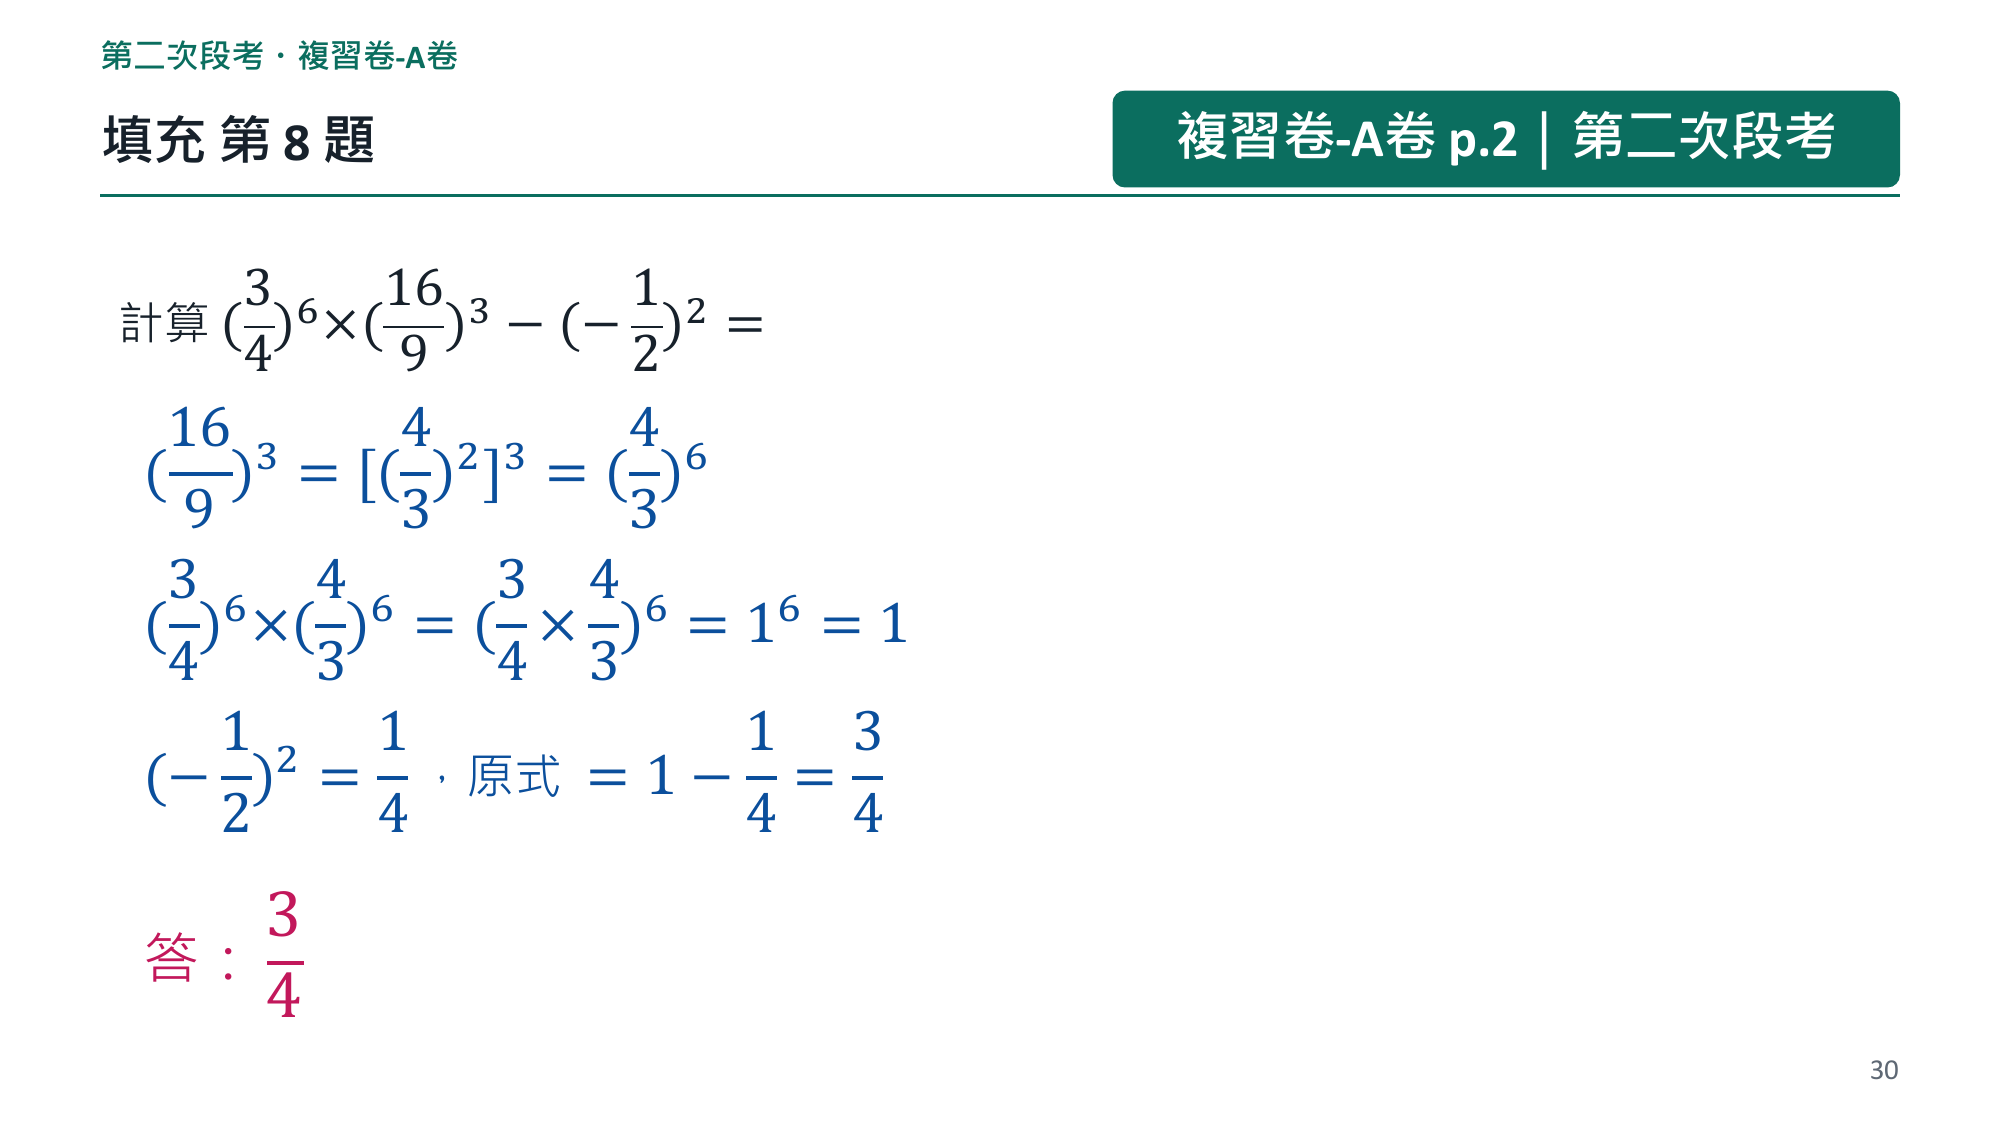 第二次段考・複習卷-A卷
填充 第 8 題
複習卷-A卷 p.2｜第二次段考
計算 (3/4)⁶×(16/9)³ − (−1/2)² =
(16/9)³ = [(4/3)²]³ = (4/3)⁶
(3/4)⁶×(4/3)⁶ = (3/4×4/3)⁶ = 1⁶ = 1
(−1/2)² = 1/4，原式 = 1 − 1/4 = 3/4
答：3/4
30